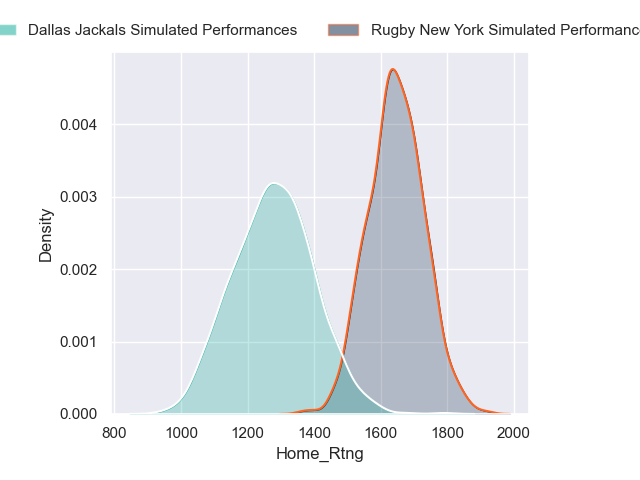 Dallas Jackals Simulated Performances
Rugby New York Simulated Performanc
0.004
0.003
0.002
0.001
0.000
Density
800 1000 1200 1400 1600 1800 2000
Home_Rtng